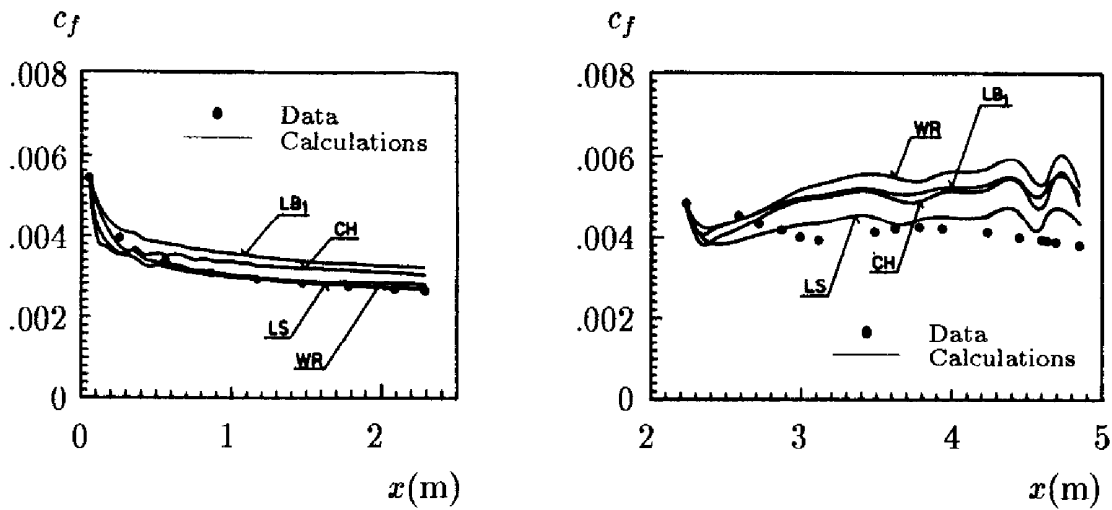 c_f
.008
.006
.004
.002
0
Data
Calculations
LB₁
CH
LS
WR
0
1
2
x(m)
c_f
.008
.006
.004
.002
0
LB₁
WR
LS
CH
Data
Calculations
2
3
4
5
x(m)